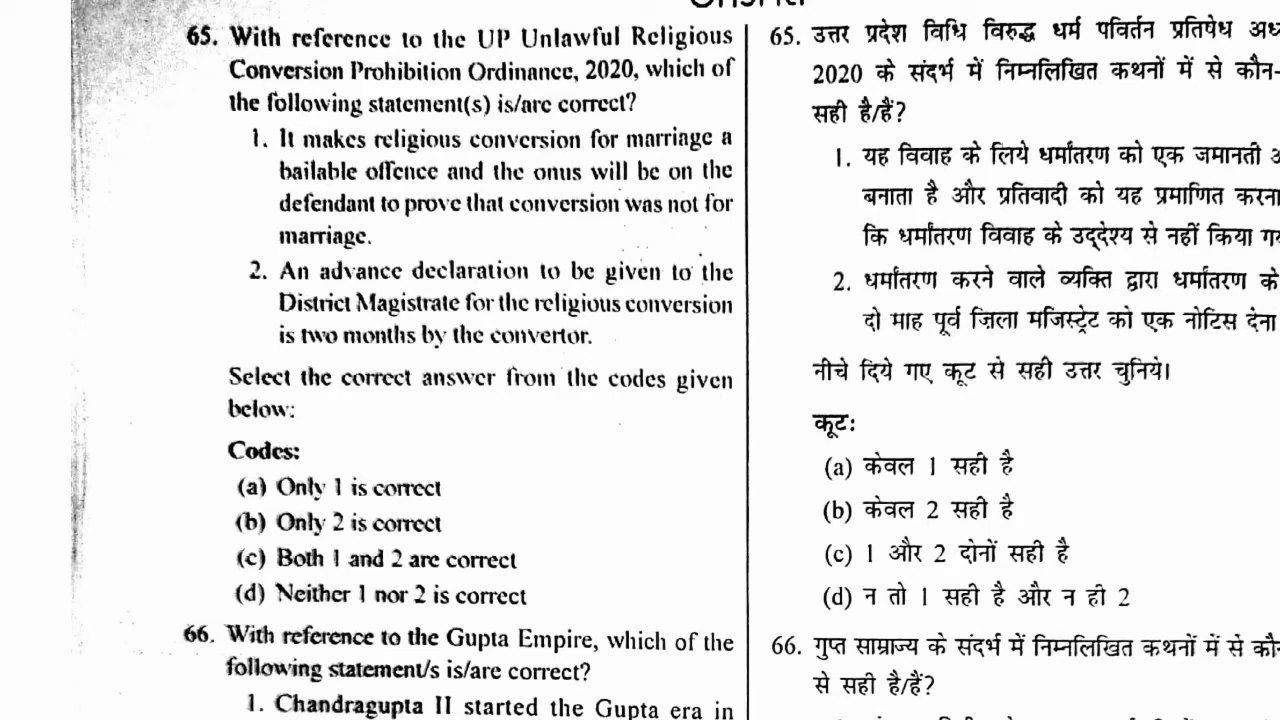 65. With reference to the UP Unlawful Religious
Conversion Prohibition Ordinance, 2020, which of
the following statement(s) is/are correct?
1. It makes religious conversion for marriage a
bailable offence and the onus will be on the
defendant to prove that conversion was not for
marriage.
2. An advance declaration to be given to the
District Magistrate for the religious conversion
is two months by the convertor.
Select the correct answer from the codes given
below:
Codes:
(a) Only 1 is correct
(b) Only 2 is correct
(c) Both 1 and 2 are correct
(d) Neither 1 nor 2 is correct
66. With reference to the Gupta Empire, which of the
following statement/s is/are correct?
1. Chandragupta II started the Gupta era in
65. उत्तर प्रदेश विधि विरुद्ध धर्म पविर्तन प्रतिषेध
2020 के संदर्भ में निम्नलिखित कथनों में से कौन-
सही है/हैं?
1. यह विवाह के लिये धर्मांतरण को एक जमानती
बनाता है और प्रतिवादी को यह प्रमाणित करना
कि धर्मांतरण विवाह के उद्देश्य से नहीं किया
2. धर्मांतरण करने वाले व्यक्ति द्वारा धर्मांतरण के
दो माह पूर्व ज़िला मजिस्ट्रेट को एक नोटिस देना
नीचे दिये गए कूट से सही उत्तर चुनिये।
कूट:
(a) केवल 1 सही है
(b) केवल 2 सही है
(c) 1 और 2 दोनों सही है
(d) न तो 1 सही है और न ही 2
66. गुप्त साम्राज्य के संदर्भ में निम्नलिखित कथनों में से
से सही है/हैं?